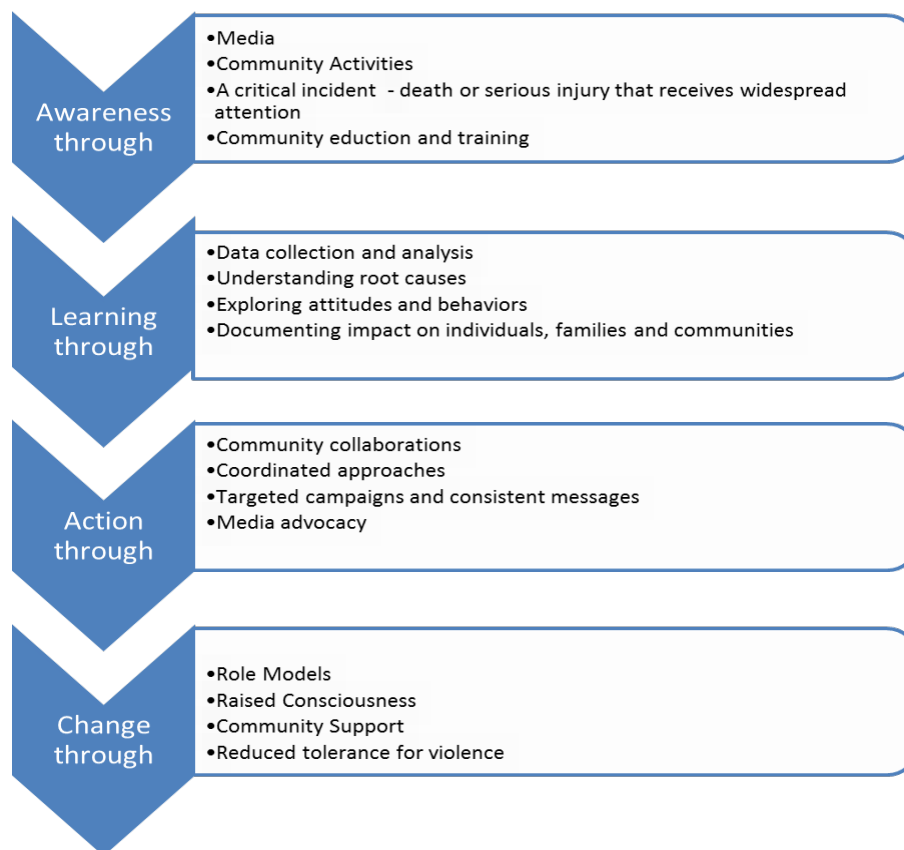 Awareness
through
•Media
•Community Activities
•A critical incident - death or serious injury that receives widespread
attention
•Community eduction and training
Learning
through
•Data collection and analysis
•Understanding root causes
•Exploring attitudes and behaviors
•Documenting impact on individuals, families and communities
Action
through
•Community collaborations
•Coordinated approaches
•Targeted campaigns and consistent messages
•Media advocacy
Change
through
•Role Models
•Raised Consciousness
•Community Support
•Reduced tolerance for violence